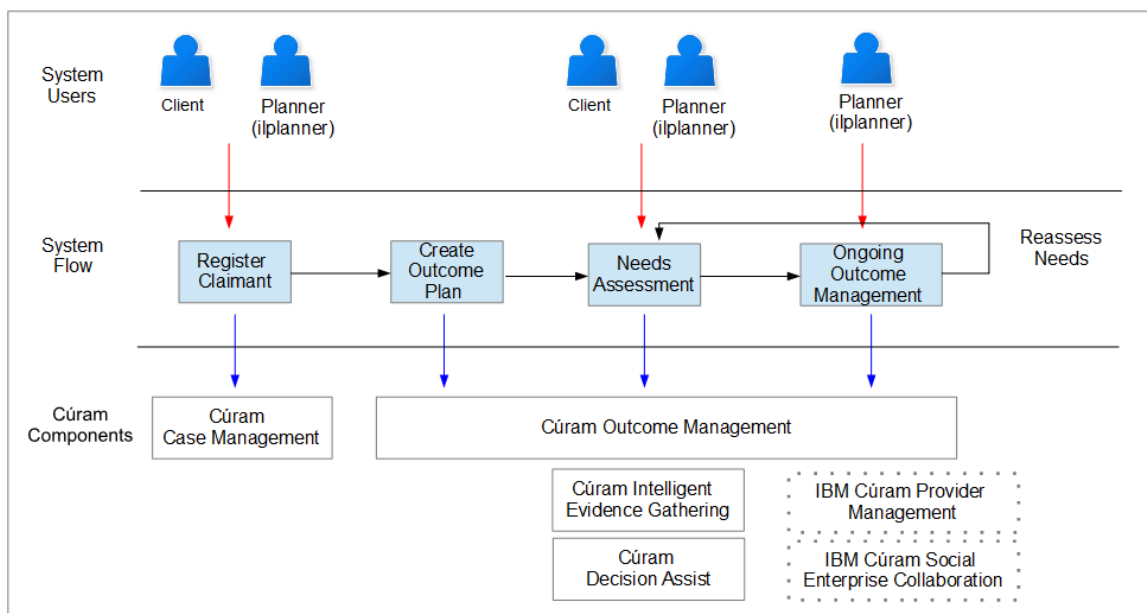 System
Users
Client
Planner
(ilplanner)
Client
Planner
(ilplanner)
Planner
(ilplanner)
System
Flow
Register
Claimant
Create
Outcome
Plan
Needs
Assessment
Ongoing
Outcome
Management
Reassess
Needs
Cúram
Components
Cúram
Case Management
Cúram Outcome Management
Cúram Intelligent
Evidence Gathering
IBM Cúram Provider
Management
Cúram
Decision Assist
IBM Cúram Social
Enterprise Collaboration